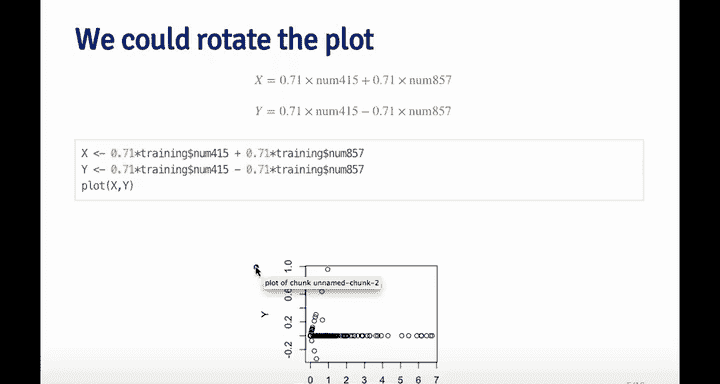 We could rotate the plot
X = 0.71 × num415 + 0.71 × num857
Y = 0.71 × num415 − 0.71 × num857
X <- 0.71*training$num415 + 0.71*training$num857
Y <- 0.71*training$num415 - 0.71*training$num857
plot(X,Y)
plot of chunk unnamed-chunk-2
Y
1.0
0.6
0.2
-0.2
0 1 2 3 4 5 6 7